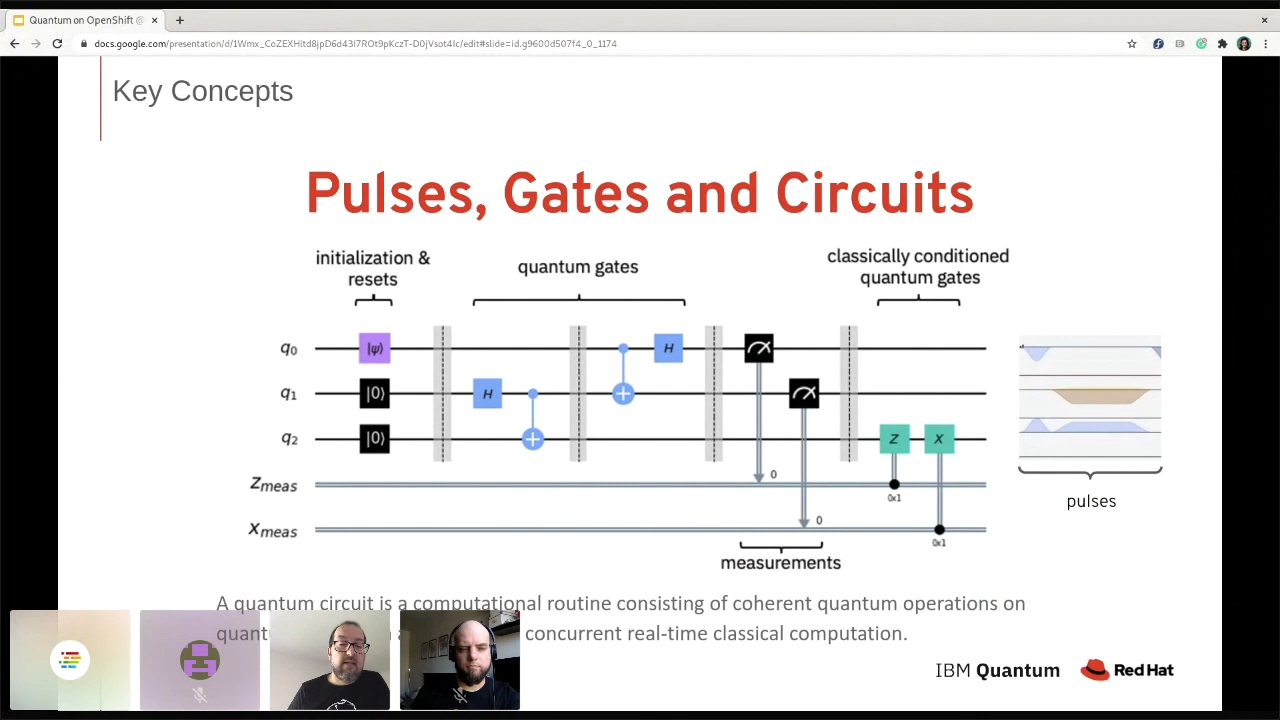 Quantum on OpenShift @
docs.google.com/presentation/d/1Wmx_CoZEXHltd8jpD6d43I7ROt9pKczT-D0jVsot4Ic/edit#slide=id.g9600d507f4_0_1174
Key Concepts
Pulses, Gates and Circuits
initialization &
resets
quantum gates
classically conditioned
quantum gates
q0 |ψ⟩ H
q1 |0⟩ H
q2 |0⟩ Z X
Zmeas 0 0x1
Xmeas 0 0x1
pulses
measurements
A quantum circuit is a computational routine consisting of coherent quantum operations on
concurrent real-time classical computation.
IBM Quantum Red Hat